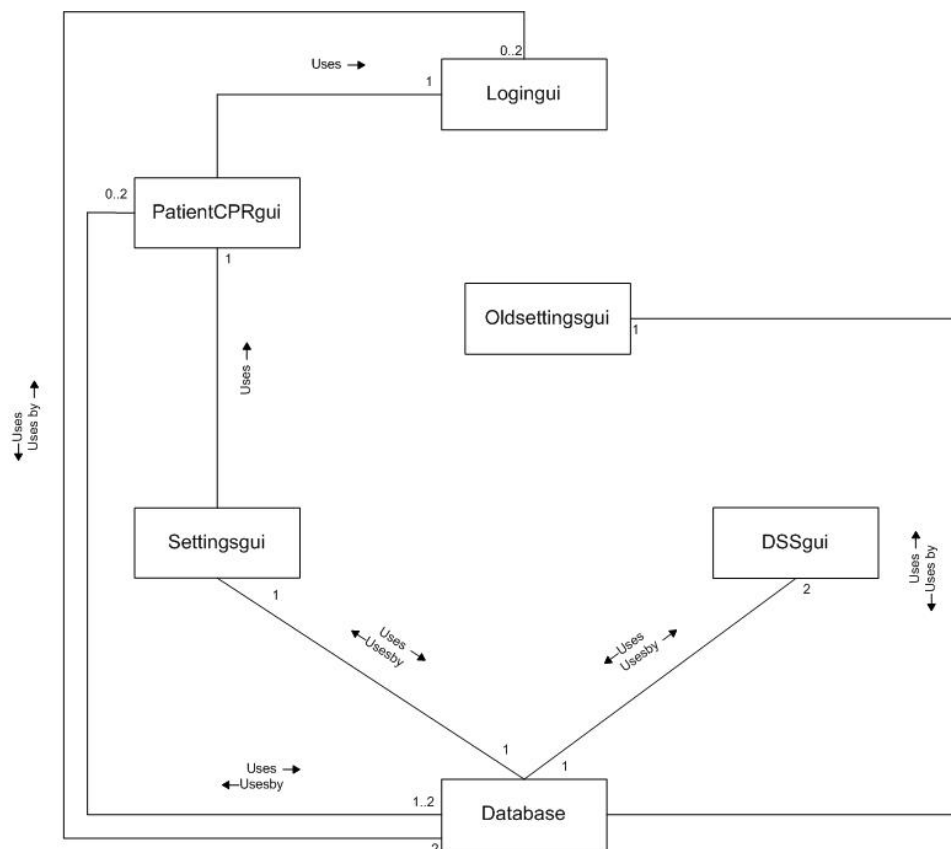 0..2
Uses
1
Logingui
0..2
PatientCPRgui
1
Oldsettingsgui
1
Uses
Uses
Uses by
Settingsgui
DSSgui
Uses
Uses by
1
2
Uses
Usesby
Uses
Usesby
1
1
Uses
Usesby
1..2
Database
2